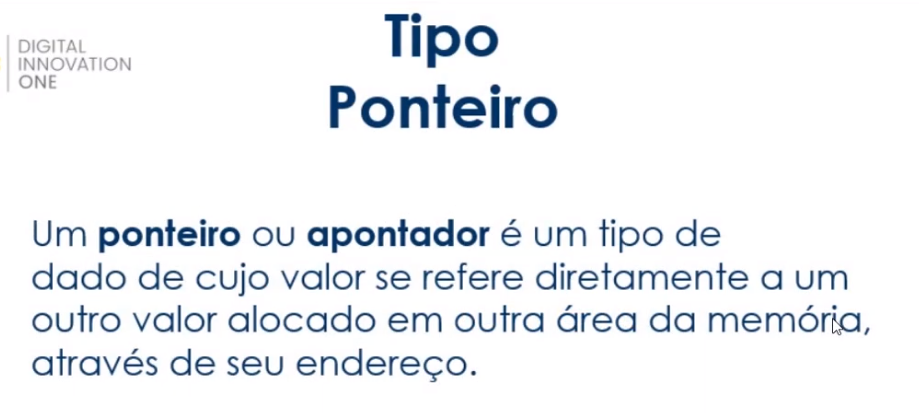 Tipo
Ponteiro
DIGITAL
INNOVATION
ONE
Um ponteiro ou apontador é um tipo de
dado de cujo valor se refere diretamente a um
outro valor alocado em outra área da memória,
através de seu endereço.